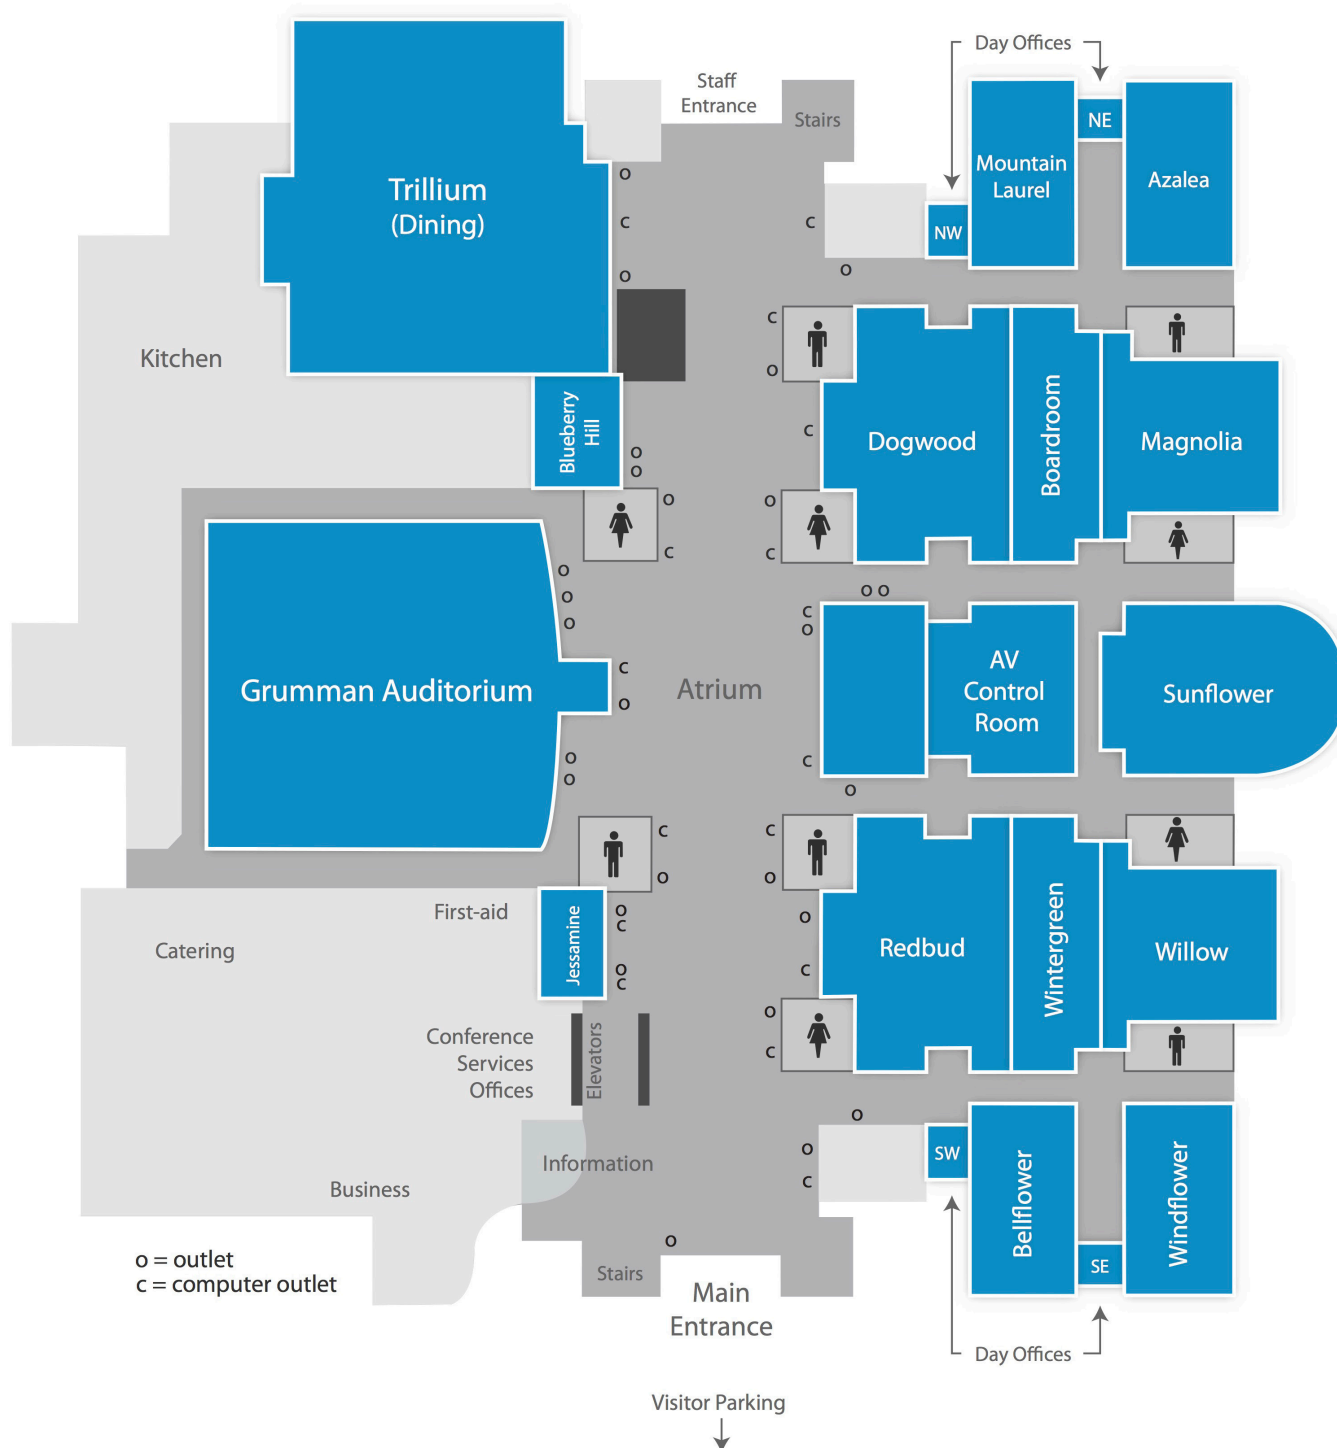 Day Offices
Staff
Entrance
Stairs
NE
Mountain
Laurel
Azalea
Trillium
(Dining)
NW
o
c
c
o
o
c
o
Kitchen
Blueberry
Hill
Dogwood
Boardroom
Magnolia
c
o
o
o
o
c
o
c
o
o
o
o o
c
o
Grumman Auditorium
c
o
Atrium
AV
Control
Room
Sunflower
o
o
c
o
c
o
c
o
First-aid
Catering
Jessamine
o
c
o
c
o
c
Redbud
Wintergreen
Willow
o
c
Conference
Services
Offices
Elevators
Information
Business
o
o
c
SW
Bellflower
Windflower
SE
o
o = outlet
c = computer outlet
Stairs
Main
Entrance
Day Offices
Visitor Parking